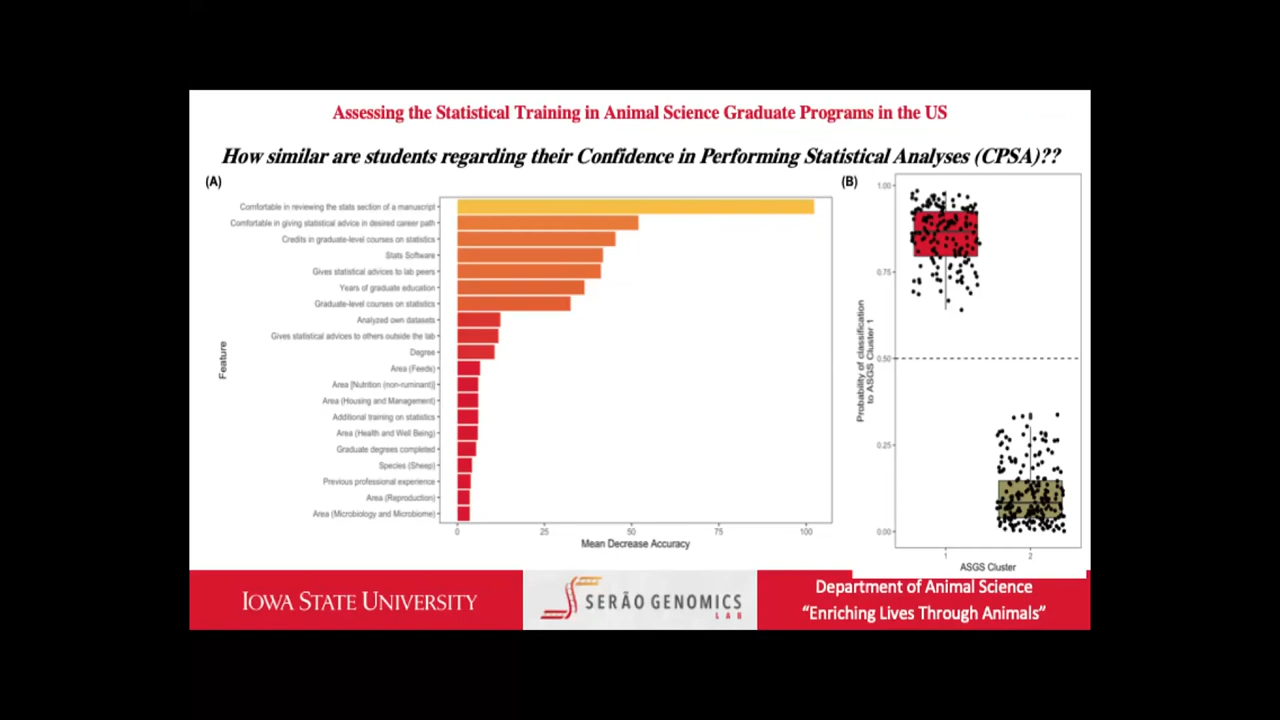 Assessing the Statistical Training in Animal Science Graduate Programs in the US
How similar are students regarding their Confidence in Performing Statistical Analyses (CPSA)??
(A)
Feature
Comfortable in reviewing the stats section of a manuscript
Comfortable in giving statistical advice in desired career path
Credits in graduate-level courses on statistics
Stats Software
Gives statistical advices to lab peers
Years of graduate education
Graduate-level courses on statistics
Analyzed own datasets
Gives statistical advices to others outside the lab
Degree
Area (Feeds)
Area [Nutrition (non-ruminant)]
Area (Housing and Management)
Additional training on statistics
Area (Health and Well Being)
Graduate degrees completed
Species (Sheep)
Previous professional experience
Area (Reproduction)
Area (Microbiology and Microbiome)
0 25 50 75 100
Mean Decrease Accuracy
(B)
Probability of classification
to ASGS Cluster 1
1.00
0.75
0.50
0.25
0.00
1 2
ASGS Cluster
IOWA STATE UNIVERSITY
SERÃO GENOMICS
LAB
Department of Animal Science
“Enriching Lives Through Animals”